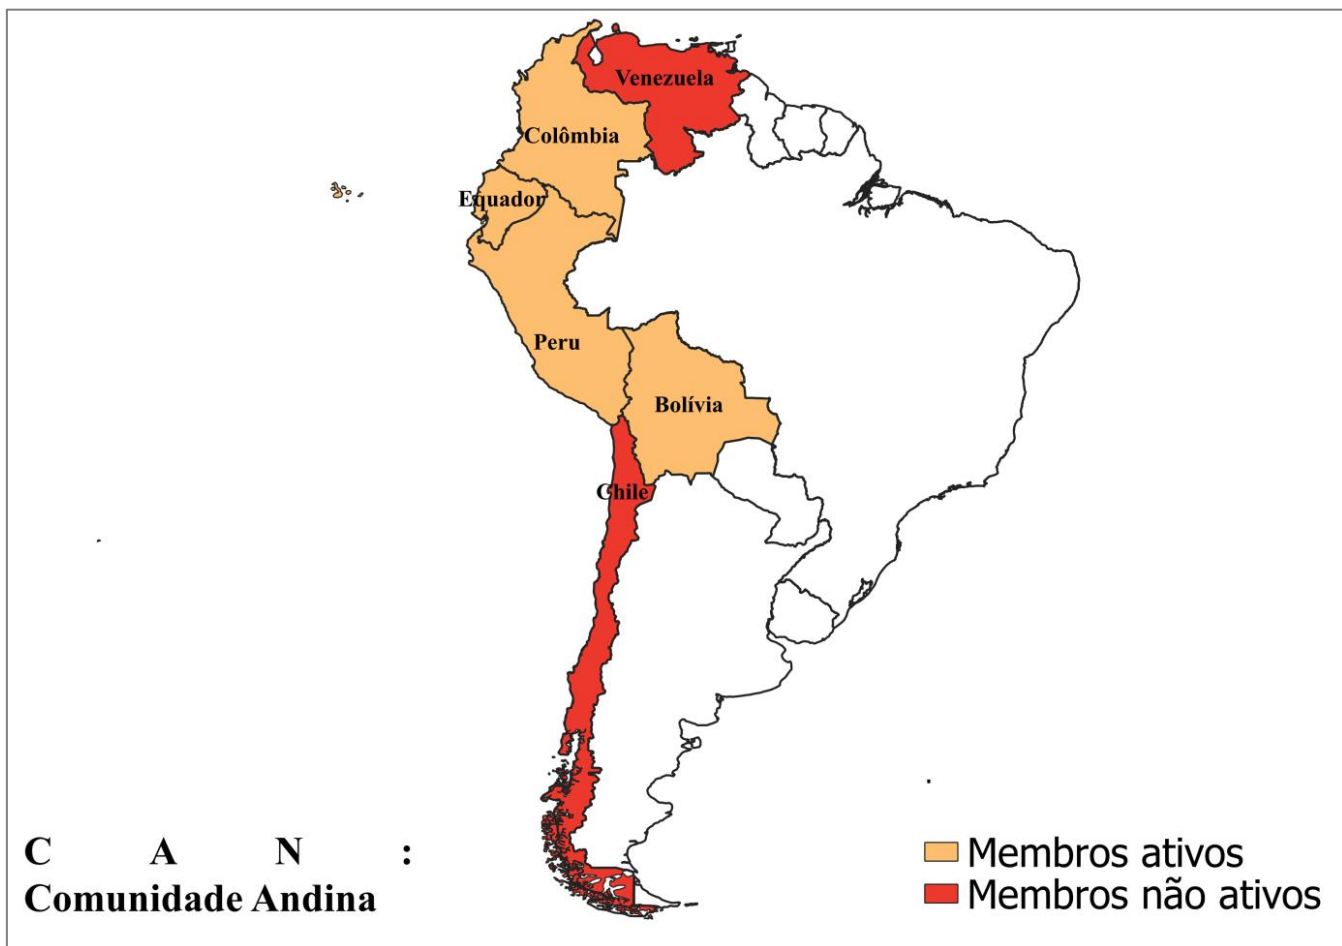 Venezuela
Colômbia
Equador
Peru
Bolívia
Chile
C A N :
Comunidade Andina
Membros ativos
Membros não ativos